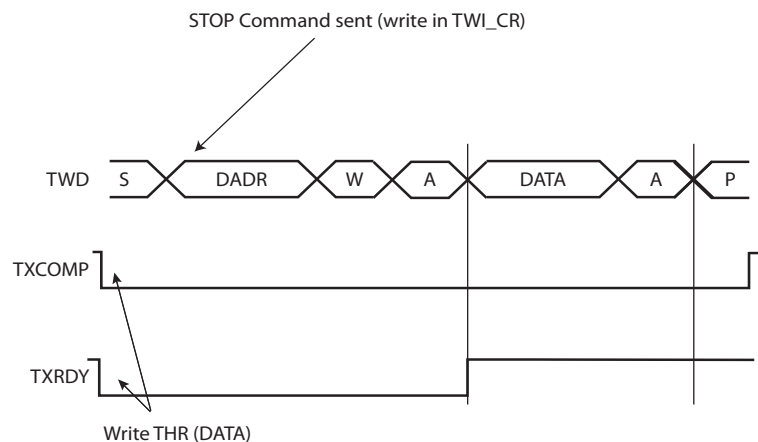 STOP Command sent (write in TWI_CR)
TWD S DADR W A DATA A P
TXCOMP
TXRDY
Write THR (DATA)